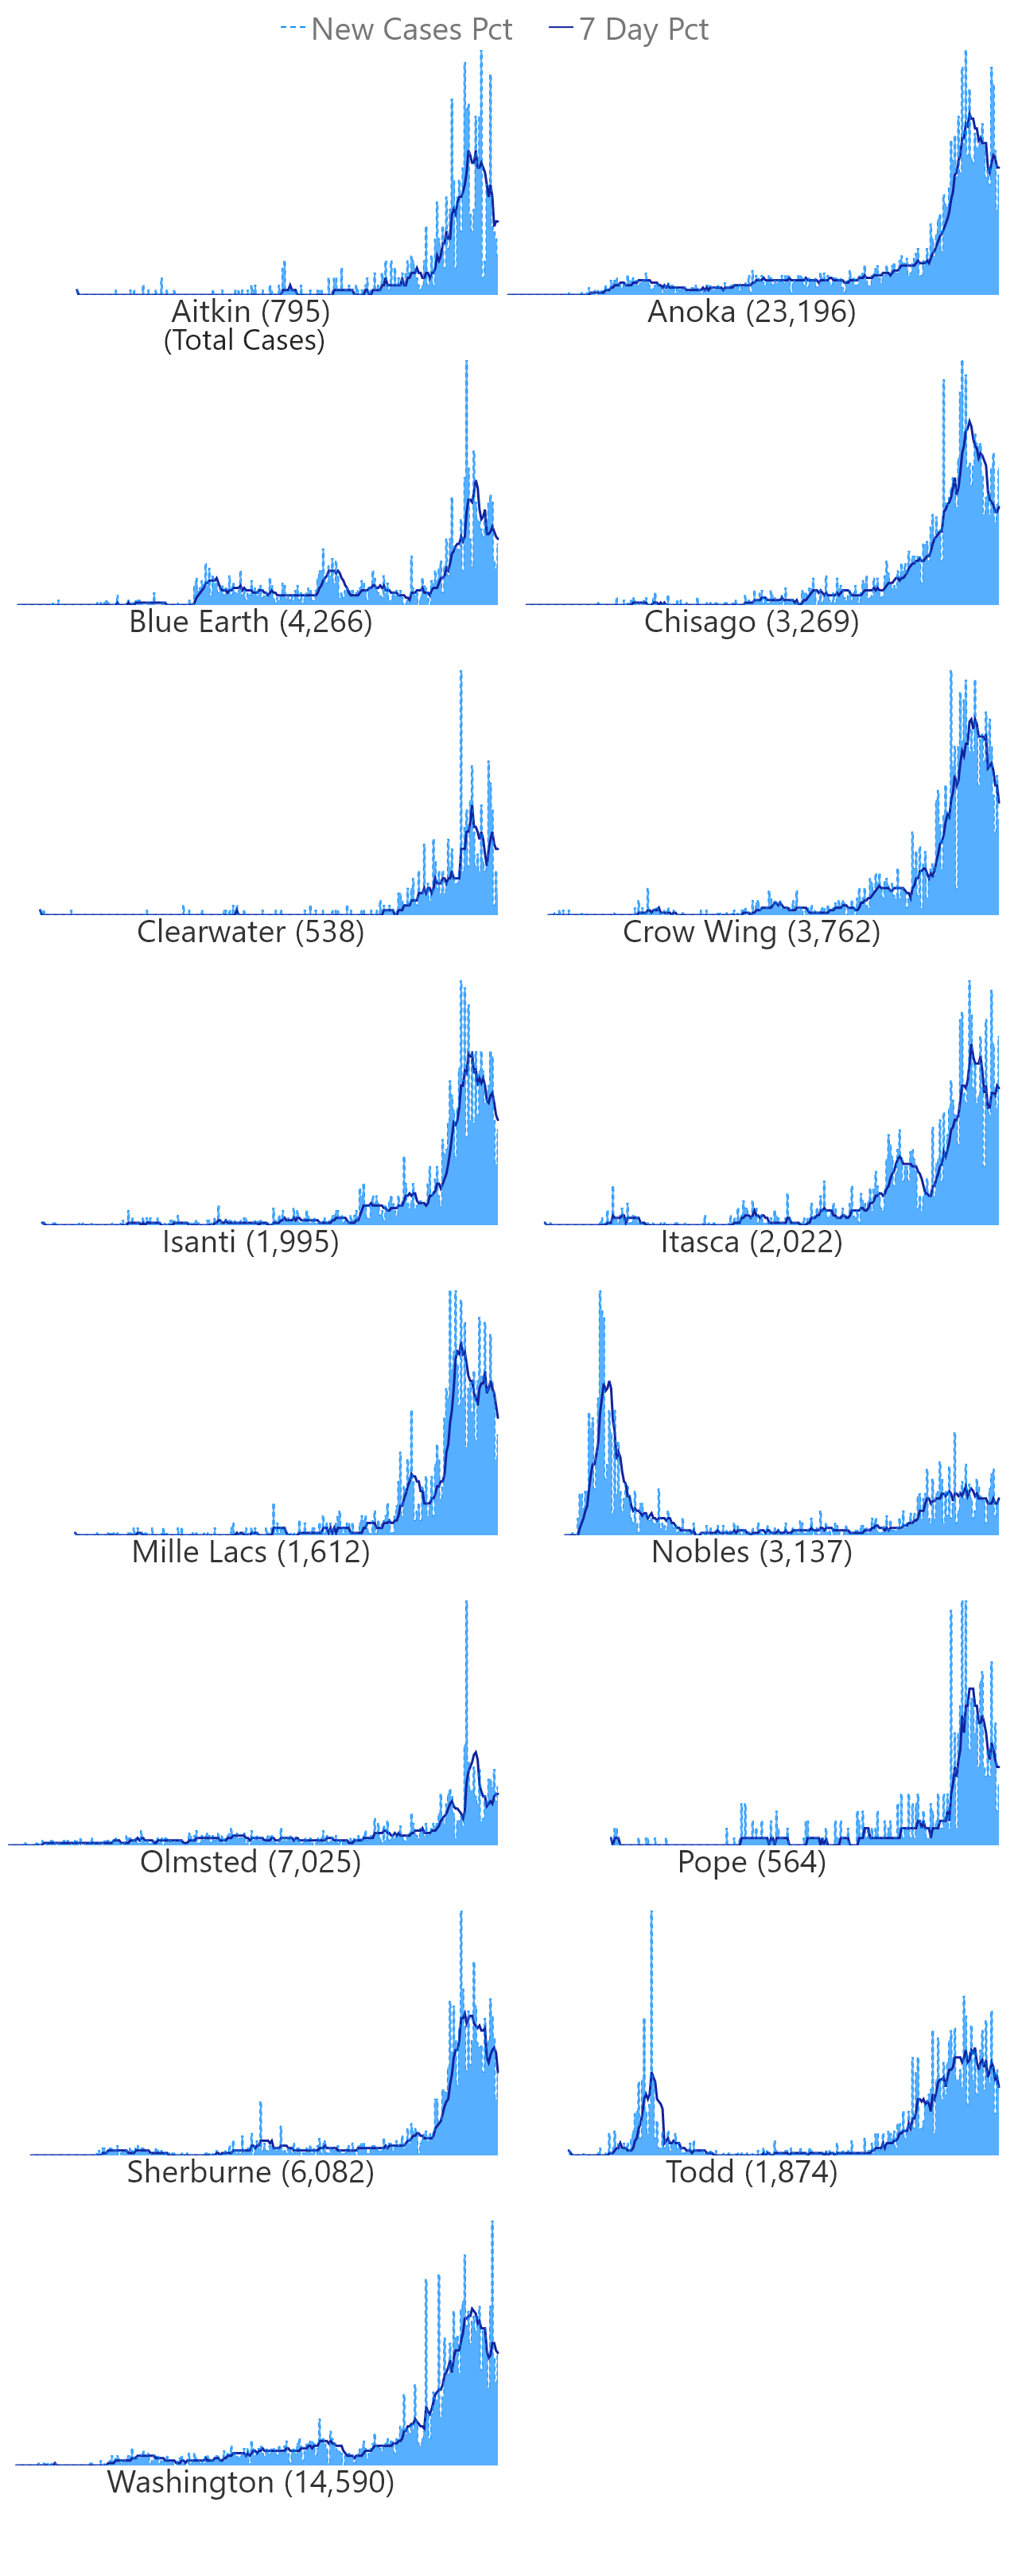 New Cases Pct 7 Day Pct
Aitkin (795)
(Total Cases)
Anoka (23,196)
Blue Earth (4,266)
Chisago (3,269)
Clearwater (538)
Crow Wing (3,762)
Isanti (1,995)
Itasca (2,022)
Mille Lacs (1,612)
Nobles (3,137)
Olmsted (7,025)
Pope (564)
Sherburne (6,082)
Todd (1,874)
Washington (14,590)